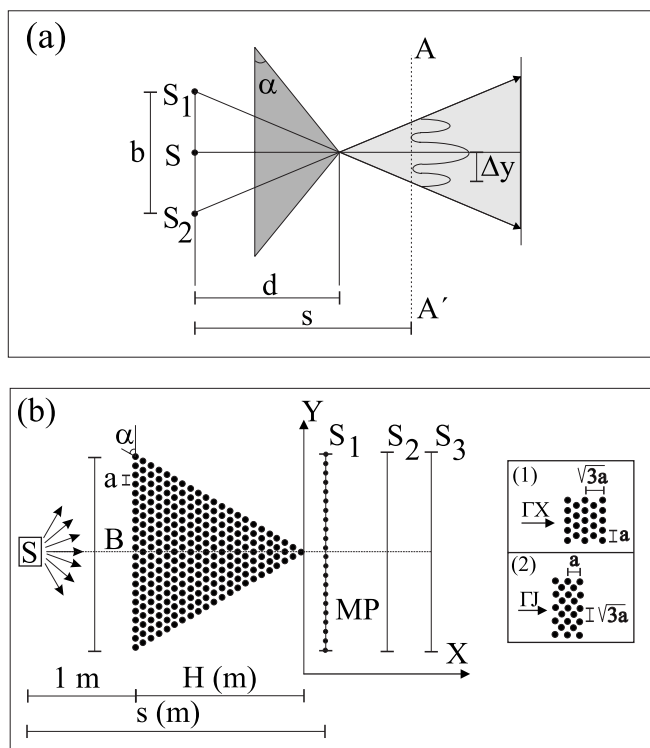 (a)
A
α
S1
b
S
Δy
S2
d
s
A´
(b)
Y
α
S1 S2 S3
a
(1)
√3a
ΓX
a
S
B
(2)
a
ΓJ
√3a
MP
X
1 m
H (m)
s (m)